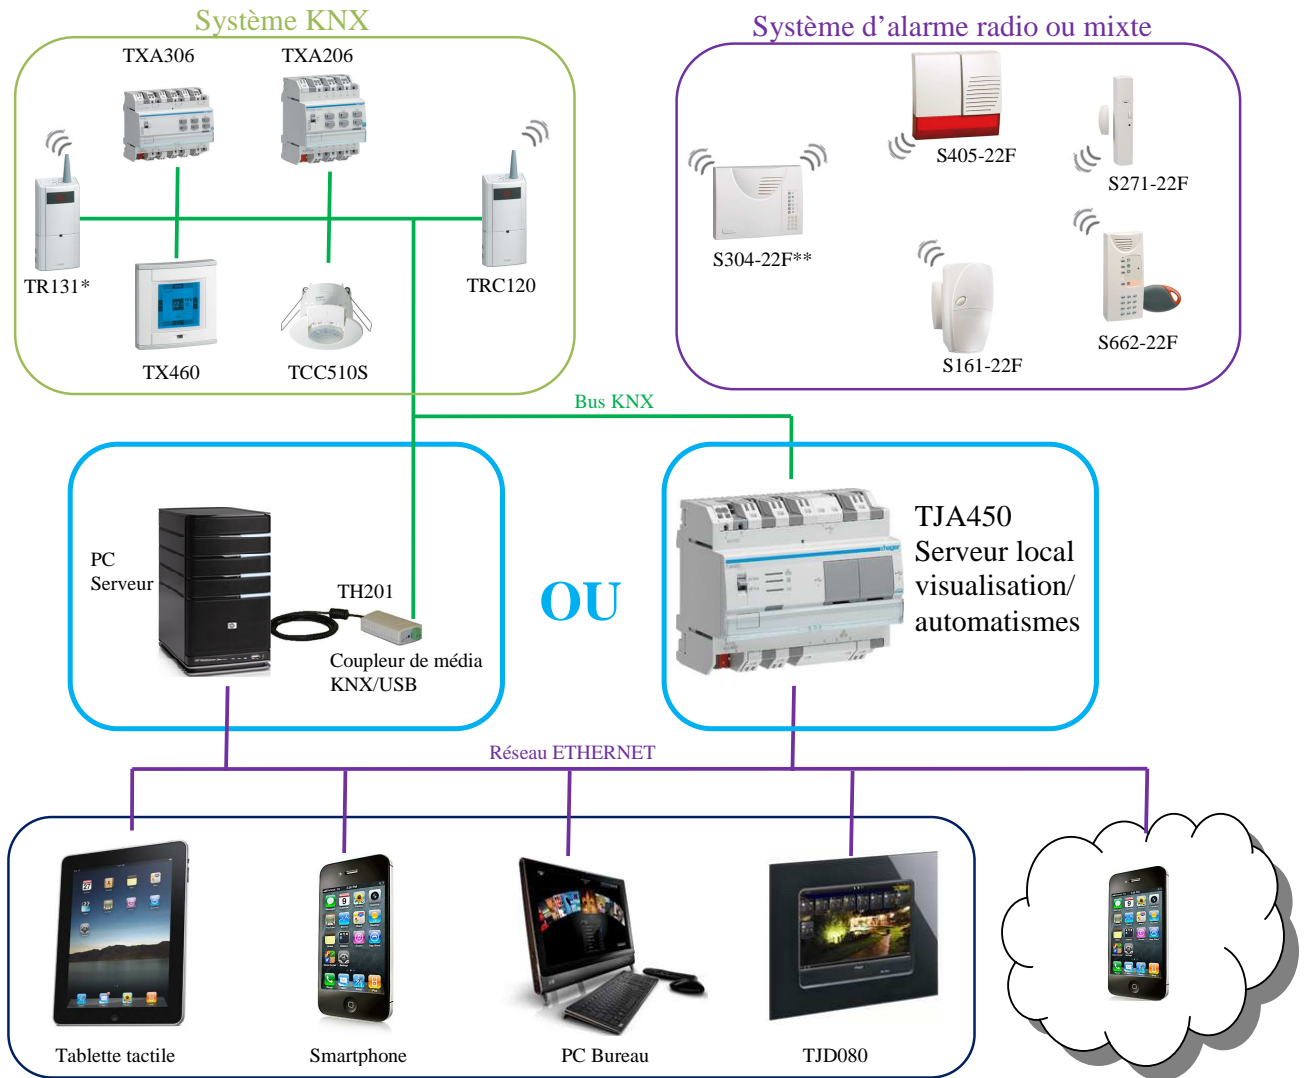 Système KNX
Système d'alarme radio ou mixte
TXA306
TXA206
TR131*
TRC120
TX460
TCC510S
S405-22F
S271-22F
S304-22F**
S161-22F
S662-22F
Bus KNX
PC
Serveur
TH201
Coupleur de média
KNX/USB
OU
:hager
TJA450
Serveur local
visualisation/
automatismes
Réseau ETHERNET
Tablette tactile
Smartphone
PC Bureau
TJD080